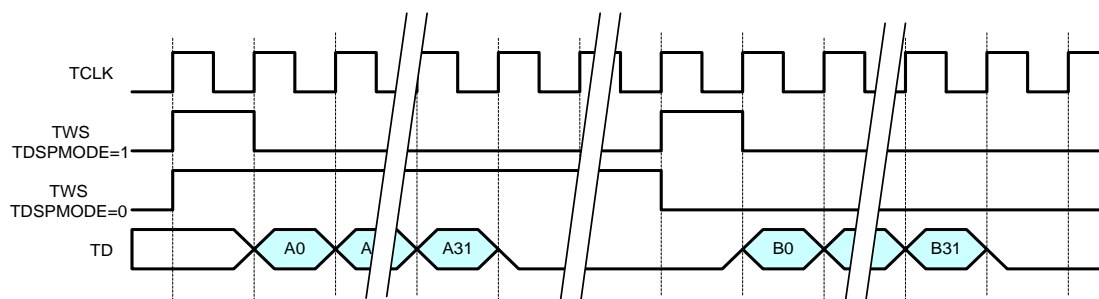 TCLK
TWS
TDSPMODE=1
TWS
TDSPMODE=0
TD
A0
A
A31
B0
B31